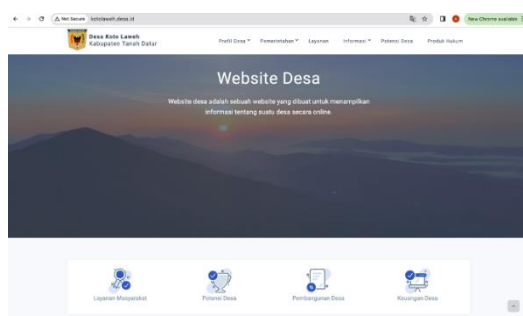 Not Secure kotolaweh.desa.id
New Chrome available
Desa Koto Laweh
Kabupaten Tanah Datar
Profil Desa Pemerintahan Layanan Informasi Potensi Desa Produk Hukum
Website Desa
Website desa adalah sebuah website yang dibuat untuk menampilkan
informasi tentang suatu desa secara online.
Layanan Masyarakat Potensi Desa Pembangunan Desa Keuangan Desa